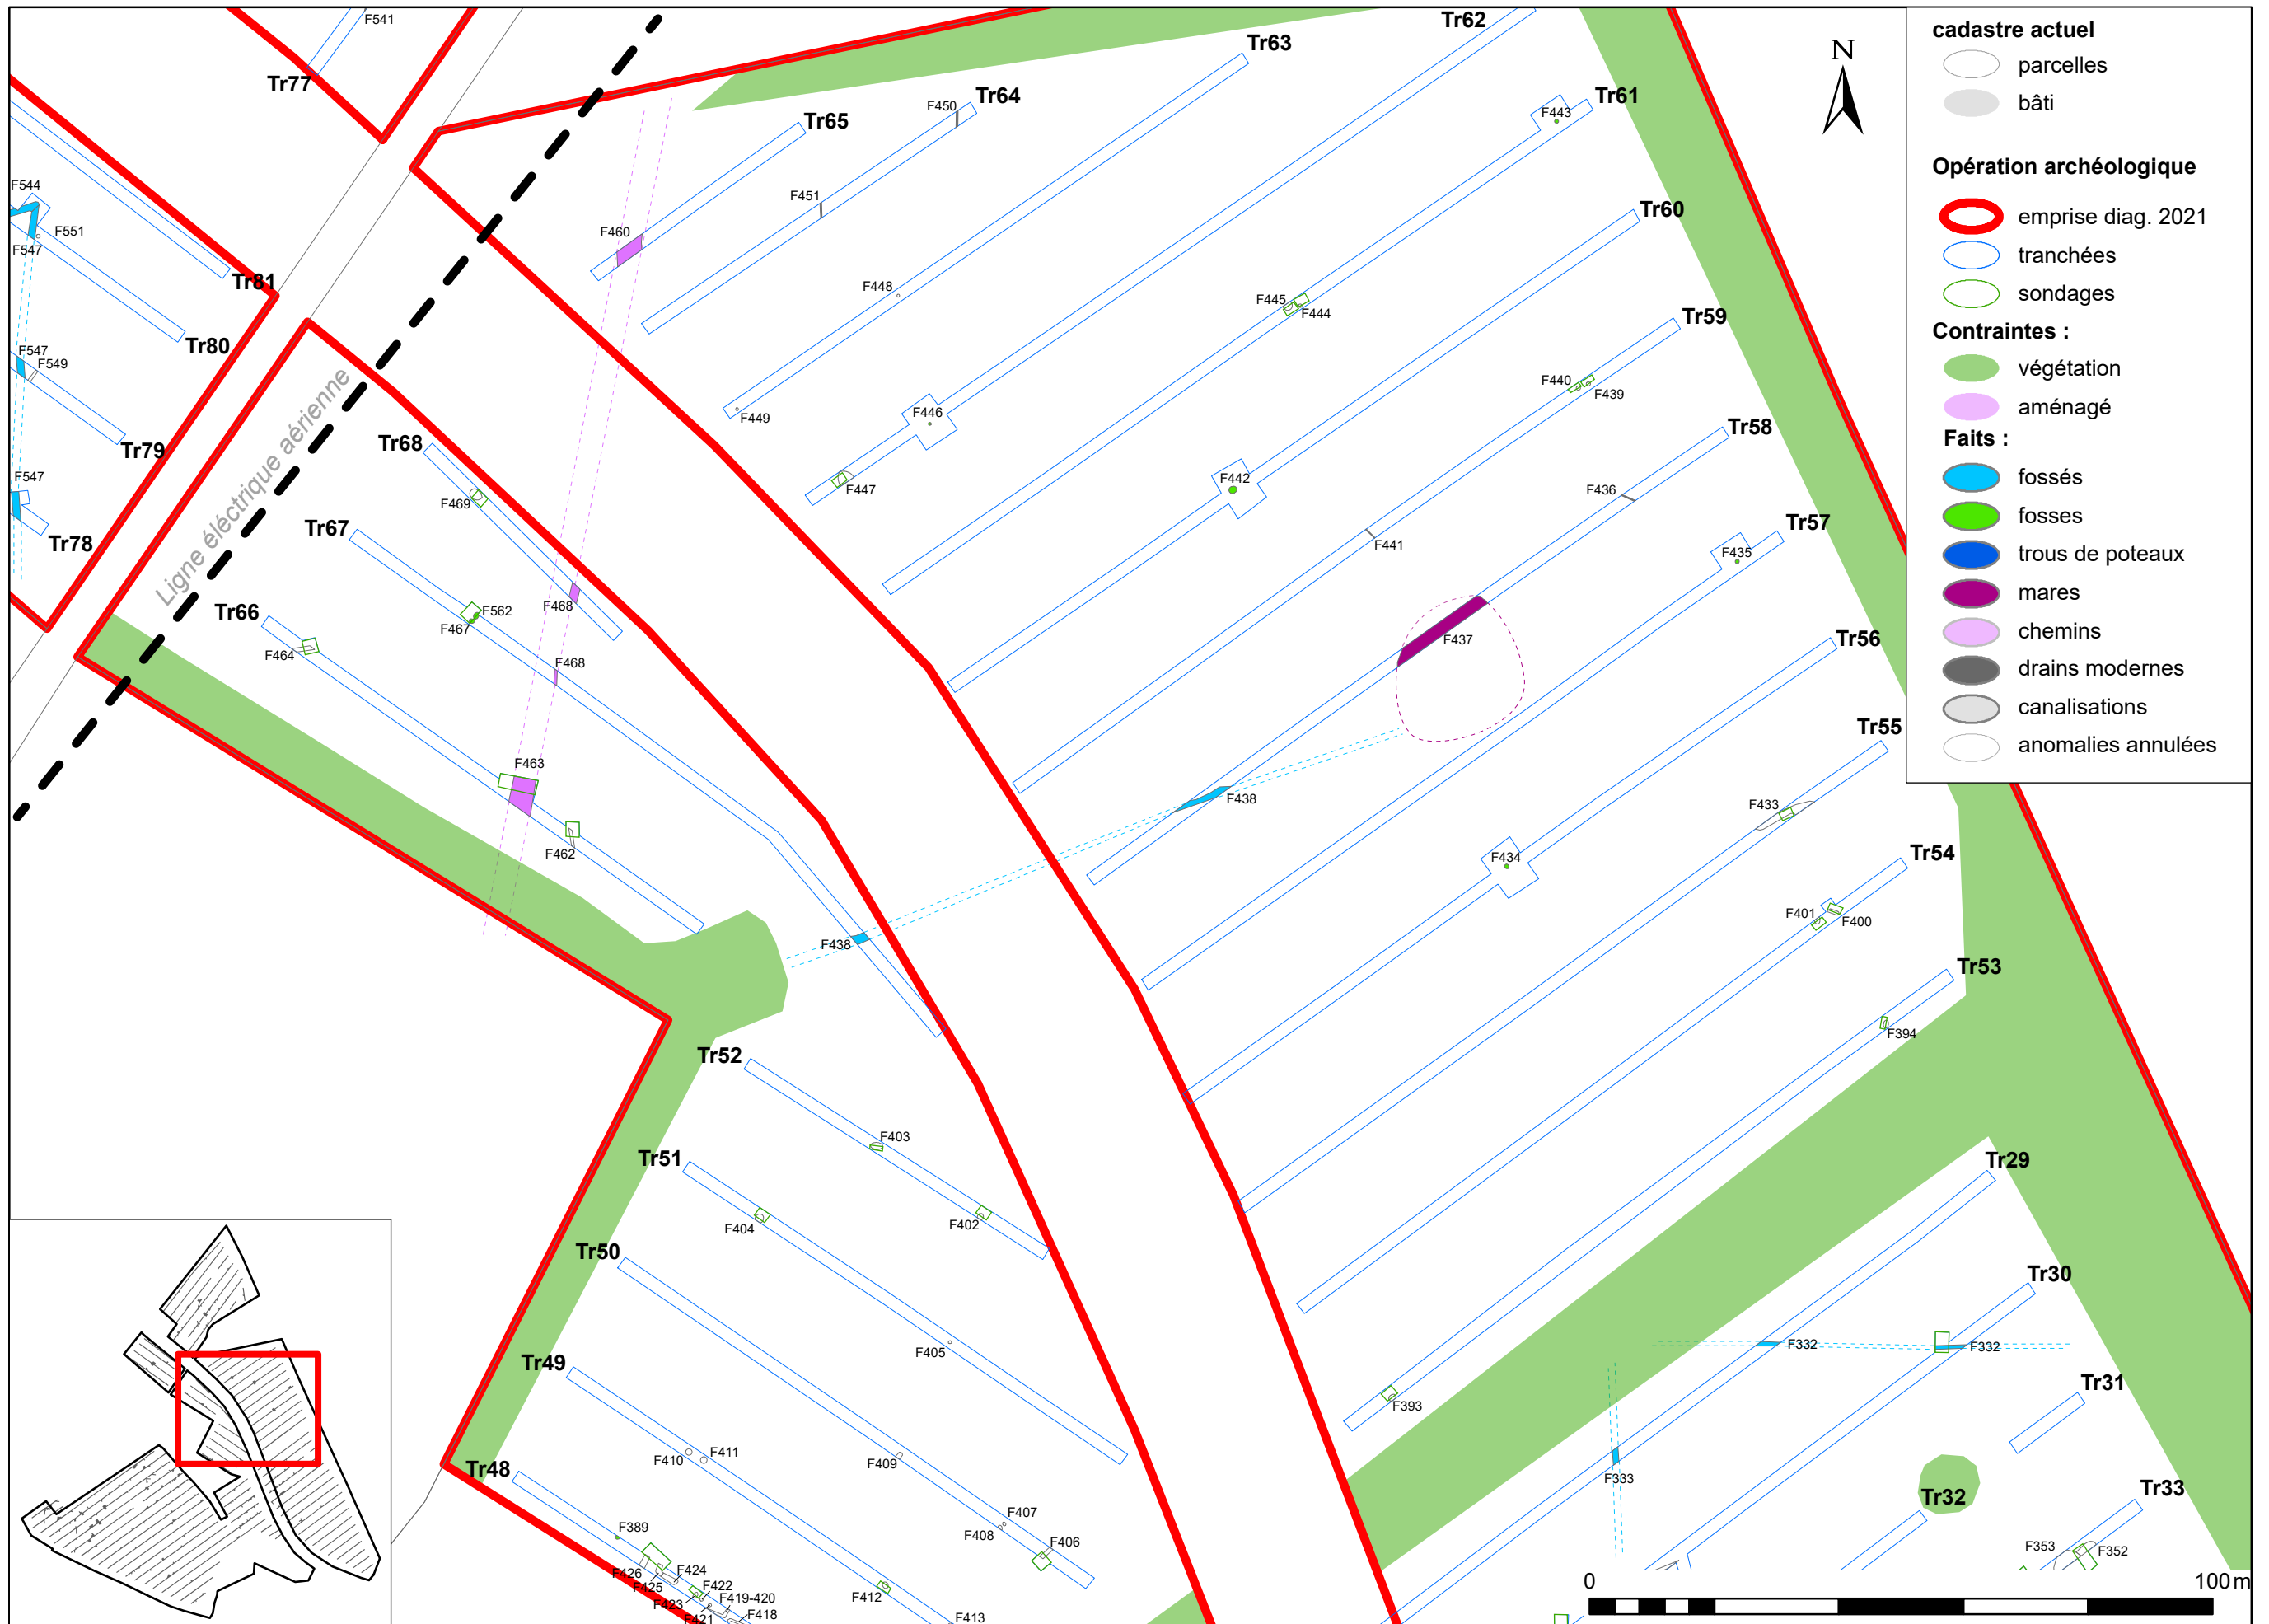 cadastre actuel
parcelles
bâti
Opération archéologique
emprise diag. 2021
tranchées
sondages
Contraintes :
végétation
aménagé
Faits :
fossés
fosses
trous de poteaux
mares
chemins
drains modernes
canalisations
anomalies annulées
N
F541
Tr77
Tr62
Tr63
Tr64
F450
Tr65
Tr61
F443
F544
F551
F547
F451
F460
Tr60
Tr81
F448
F445
F444
Tr59
Tr80
F547
F549
F440
F439
F449
F446
Tr58
Tr79
Tr68
Ligne éléctrique aérienne
F547
F442
F447
F436
F469
Tr67
Tr57
Tr78
F441
F435
Tr66
F562
F467
F468
F437
Tr56
F464
F468
Tr55
F463
F438
F433
F462
F434
Tr54
F401
F400
F438
Tr53
F394
Tr52
F403
Tr51
Tr29
F404
F402
Tr50
Tr30
F405
F332
F332
Tr49
Tr31
F393
F411
F410
F409
Tr48
F333
Tr33
Tr32
F407
F408
F406
F389
F353
F352
F424
F426
F425
F422
F419-420
F423
F421
F418
F412
F413
0
100 m